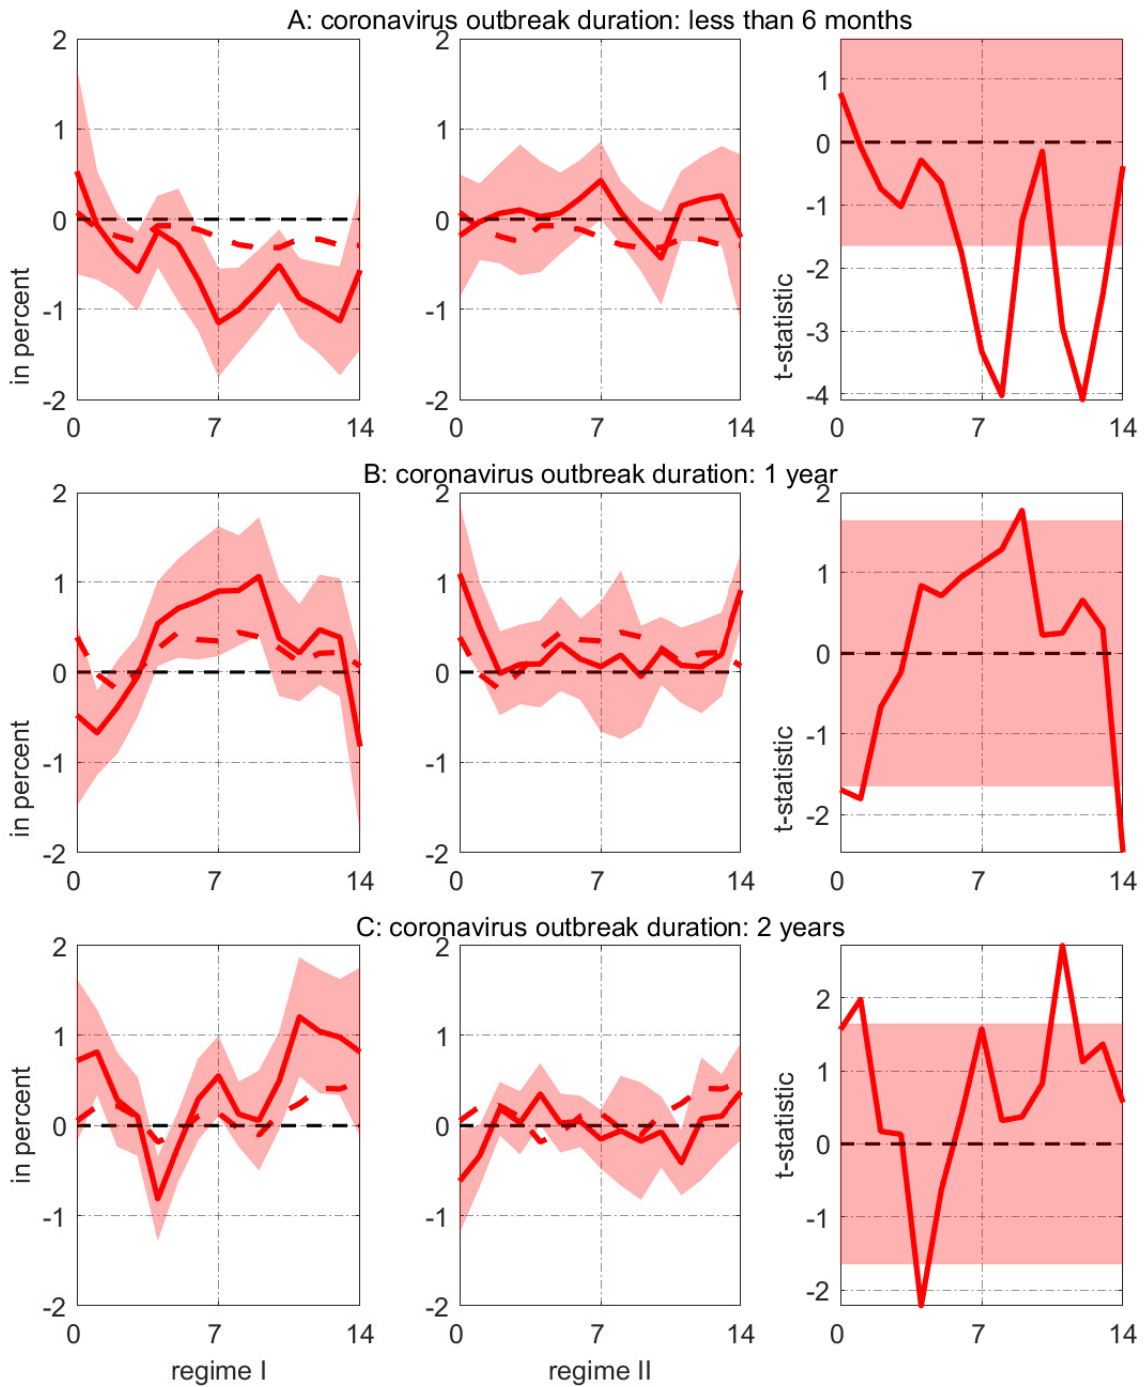 A: coronavirus outbreak duration: less than 6 months
in percent
2
1
0
-1
-2
0 7 14
0 7 14
2
1
0
-1
-2
t-statistic
1
0
-1
-2
-3
-4
0 7 14
B: coronavirus outbreak duration: 1 year
in percent
2
1
0
-1
-2
0 7 14
2
1
0
-1
-2
0 7 14
t-statistic
2
1
0
-1
-2
0 7 14
C: coronavirus outbreak duration: 2 years
in percent
2
1
0
-1
-2
0 7 14
regime I
2
1
0
-1
-2
0 7 14
regime II
t-statistic
2
1
0
-1
-2
0 7 14